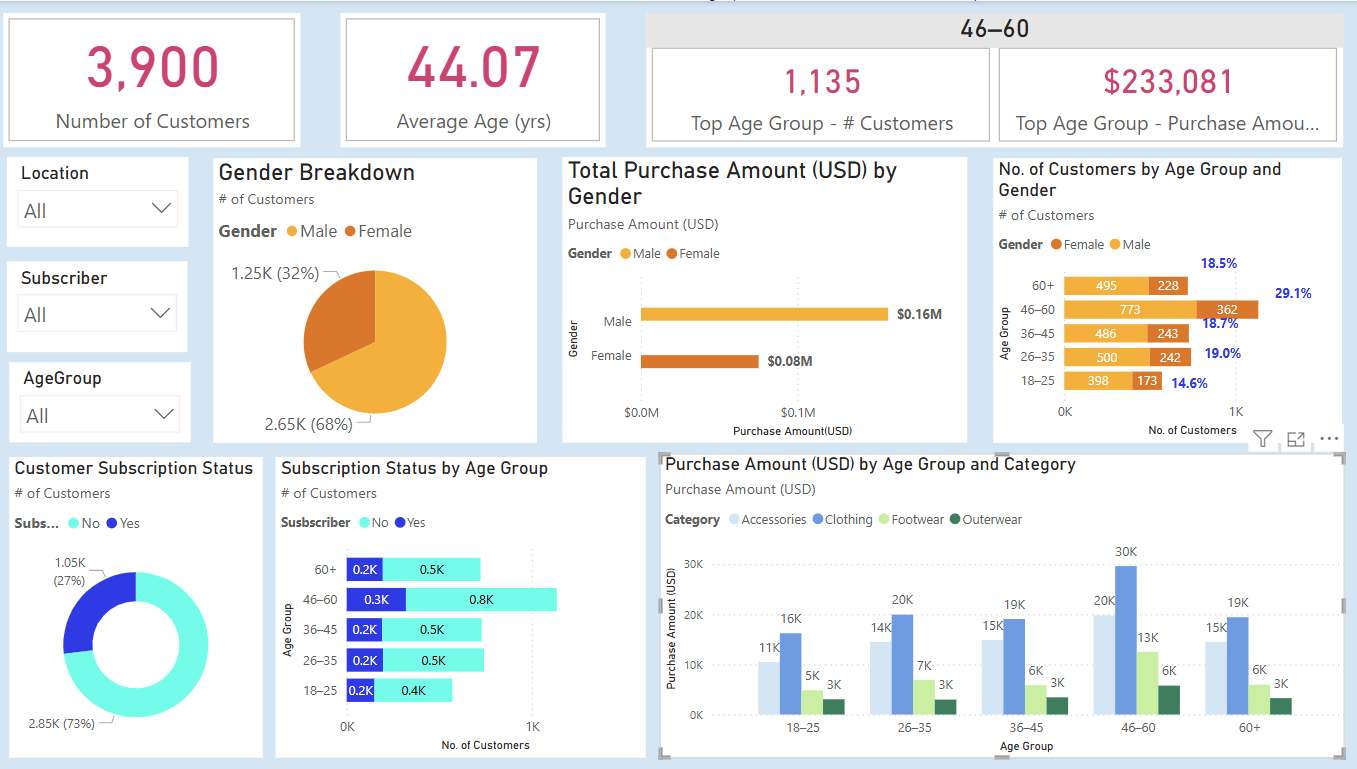 46–60
3,900
Number of Customers
44.07
Average Age (yrs)
1,135
Top Age Group - # Customers
$233,081
Top Age Group - Purchase Amou...
Location
All
Subscriber
All
AgeGroup
All
Gender Breakdown
# of Customers
Gender Male Female
1.25K (32%)
2.65K (68%)
Total Purchase Amount (USD) by
Gender
Purchase Amount (USD)
Gender Male Female
Gender
Male
$0.16M
Female
$0.08M
$0.0M $0.1M
Purchase Amount(USD)
No. of Customers by Age Group and
Gender
# of Customers
Gender Female Male
Age Group
18.5%
60+ 495 228
29.1%
46–60 773 362
18.7%
36–45 486 243
26–35 500 242 19.0%
18–25 398 173 14.6%
0K 1K
No. of Customers
Customer Subscription Status
# of Customers
Subs... No Yes
1.05K
(27%)
2.85K (73%)
Subscription Status by Age Group
# of Customers
Susbscriber No Yes
Age Group
60+ 0.2K 0.5K
46–60 0.3K 0.8K
36–45 0.2K 0.5K
26–35 0.2K 0.5K
18–25 0.2K 0.4K
0K 1K
No. of Customers
Purchase Amount (USD) by Age Group and Category
Purchase Amount (USD)
Category Accessories Clothing Footwear Outerwear
Purchase Amount (USD)
30K
20K
10K
0K
11K 16K 5K 3K
14K 20K 7K 3K
15K 19K 6K 3K
20K 30K 13K 6K
15K 19K 6K 3K
18–25 26–35 36–45 46–60 60+
Age Group